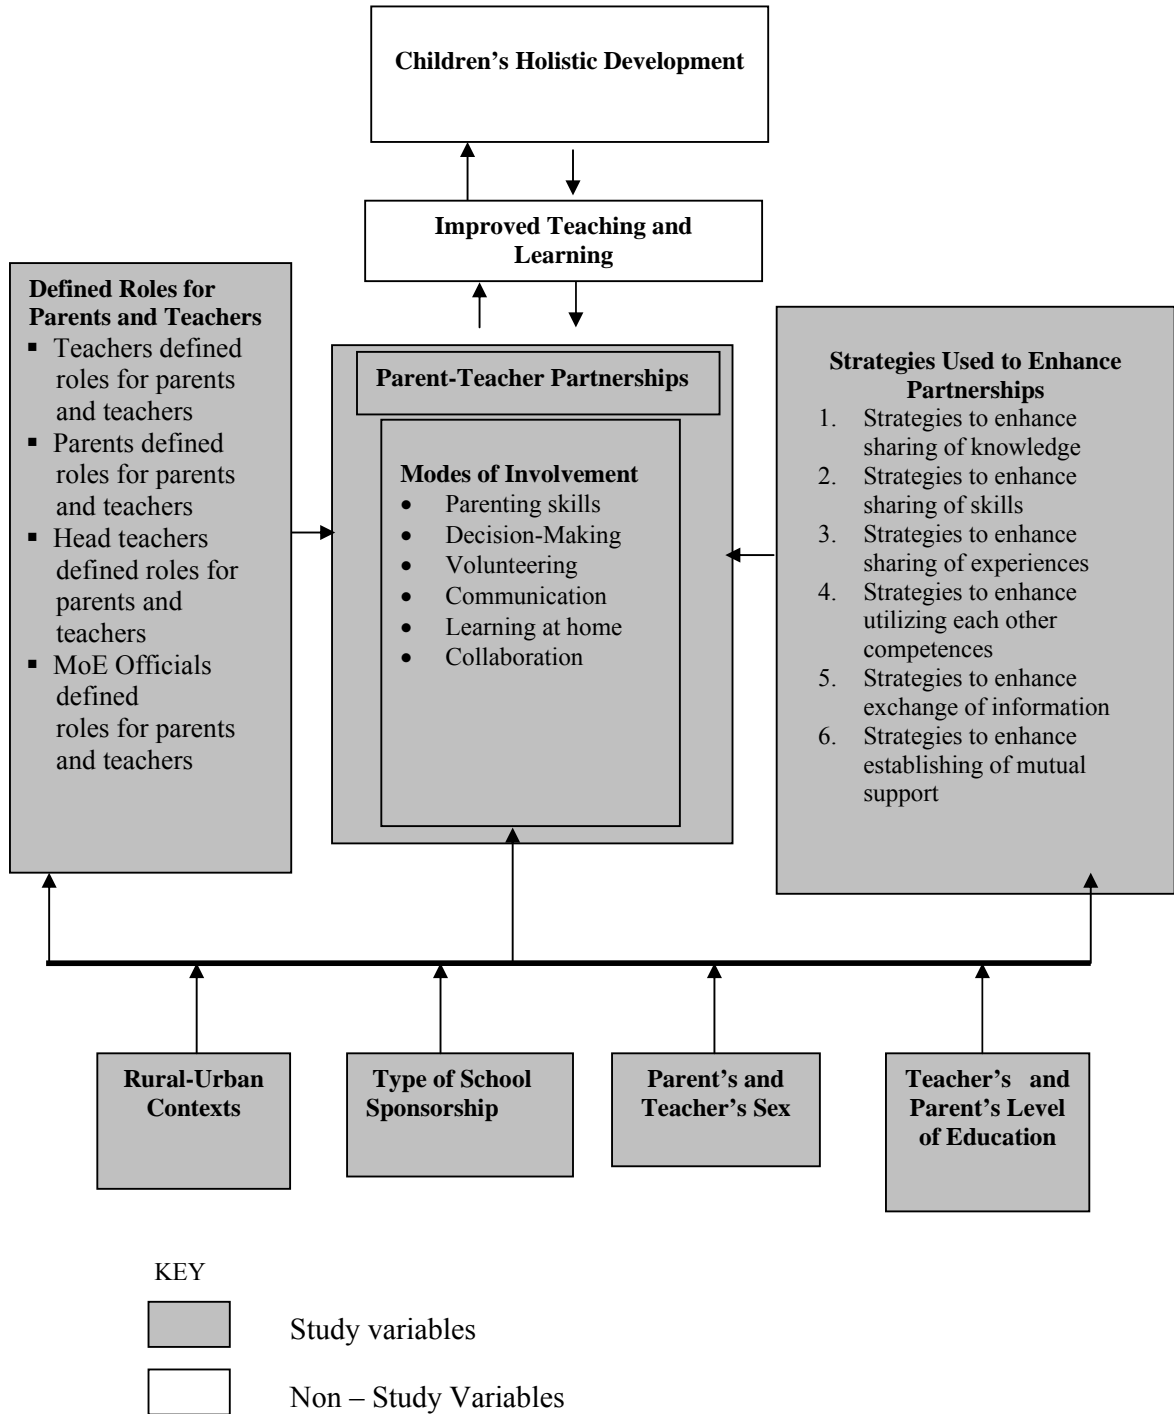 Children’s Holistic Development
Improved Teaching and
Learning
Defined Roles for
Parents and Teachers
▪ Teachers defined
roles for parents
and teachers
▪ Parents defined
roles for parents
and teachers
▪ Head teachers
defined roles for
parents and
teachers
▪ MoE Officials
defined
roles for parents
and teachers
Parent-Teacher Partnerships
Modes of Involvement
• Parenting skills
• Decision-Making
• Volunteering
• Communication
• Learning at home
• Collaboration
Strategies Used to Enhance
Partnerships
1. Strategies to enhance
sharing of knowledge
2. Strategies to enhance
sharing of skills
3. Strategies to enhance
sharing of experiences
4. Strategies to enhance
utilizing each other
competences
5. Strategies to enhance
exchange of information
6. Strategies to enhance
establishing of mutual
support
Rural-Urban
Contexts
Type of School
Sponsorship
Parent’s and
Teacher’s Sex
Teacher’s and
Parent’s Level
of Education
KEY
Study variables
Non – Study Variables